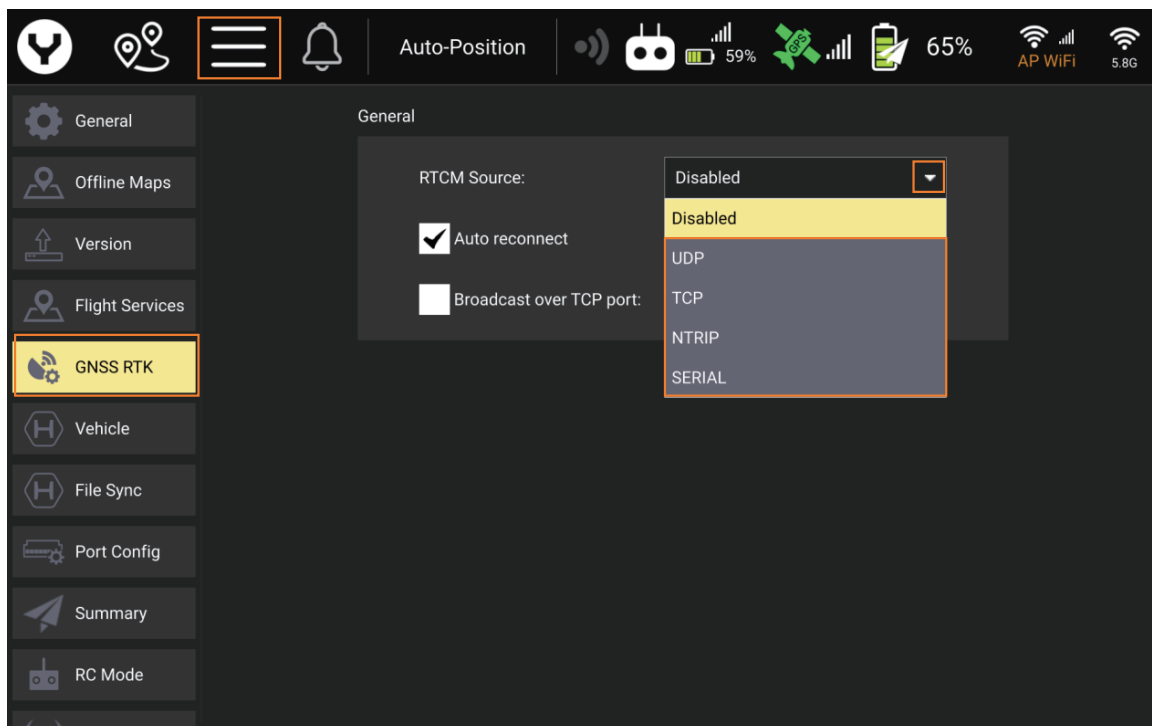 Auto-Position
59%
GPS
65%
AP WiFi
5.8G
General
Offline Maps
Version
Flight Services
GNSS RTK
Vehicle
File Sync
Port Config
Summary
RC Mode
General
RTCM Source:
Disabled
Auto reconnect
Broadcast over TCP port:
Disabled
UDP
TCP
NTRIP
SERIAL